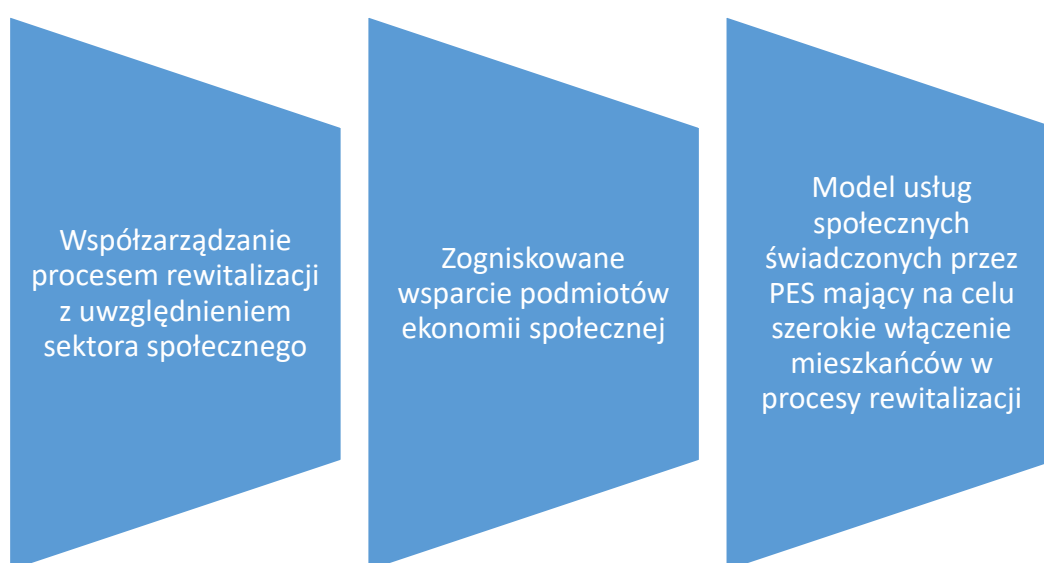 Współzarządzanie
procesem rewitalizacji
z uwzględnieniem
sektora społecznego
Zogniskowane
wsparcie podmiotów
ekonomii społecznej
Model usług
społecznych
świadczonych przez
PES mający na celu
szerokie włączenie
mieszkańców w
procesy rewitalizacji